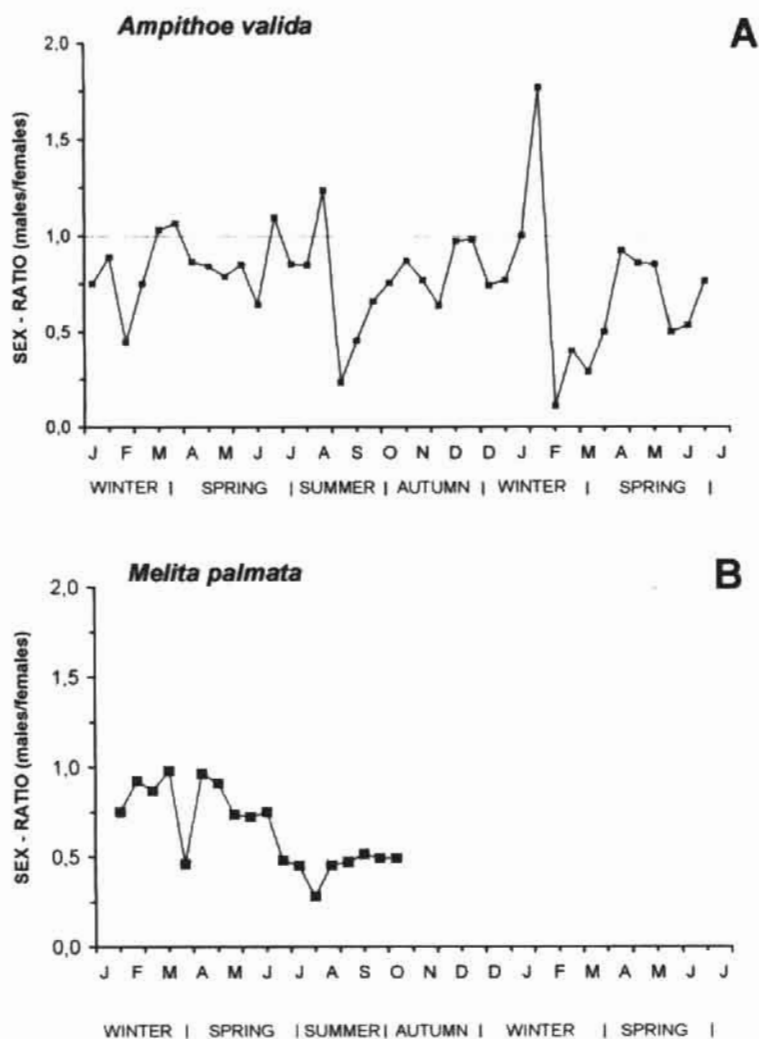 Ampithoe valida
A
2,0
1,5
1,0
0,5
0,0
SEX - RATIO (males/females)
J F M A M J J A S O N D D J F M A M J J
WINTER | SPRING | SUMMER | AUTUMN | WINTER | SPRING |
Melita palmata
B
2,0
1,5
1,0
0,5
0,0
SEX - RATIO (males/females)
J F M A M J J A S O N D D J F M A M J J
WINTER | SPRING | SUMMER | AUTUMN | WINTER | SPRING |